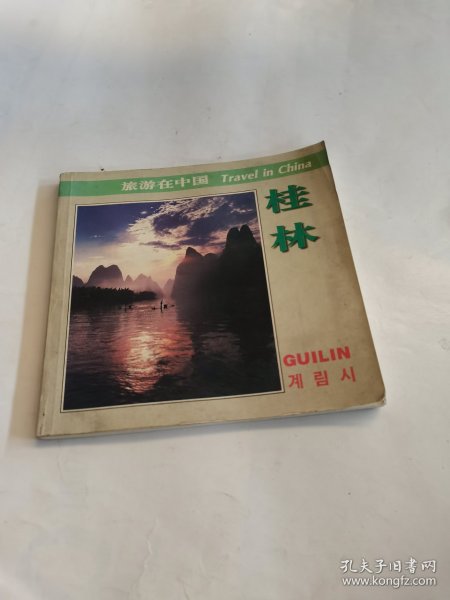 旅游在中国 Travel in China
桂
林
GUILIN
계림시
孔夫子旧书网
www.kongfz.com